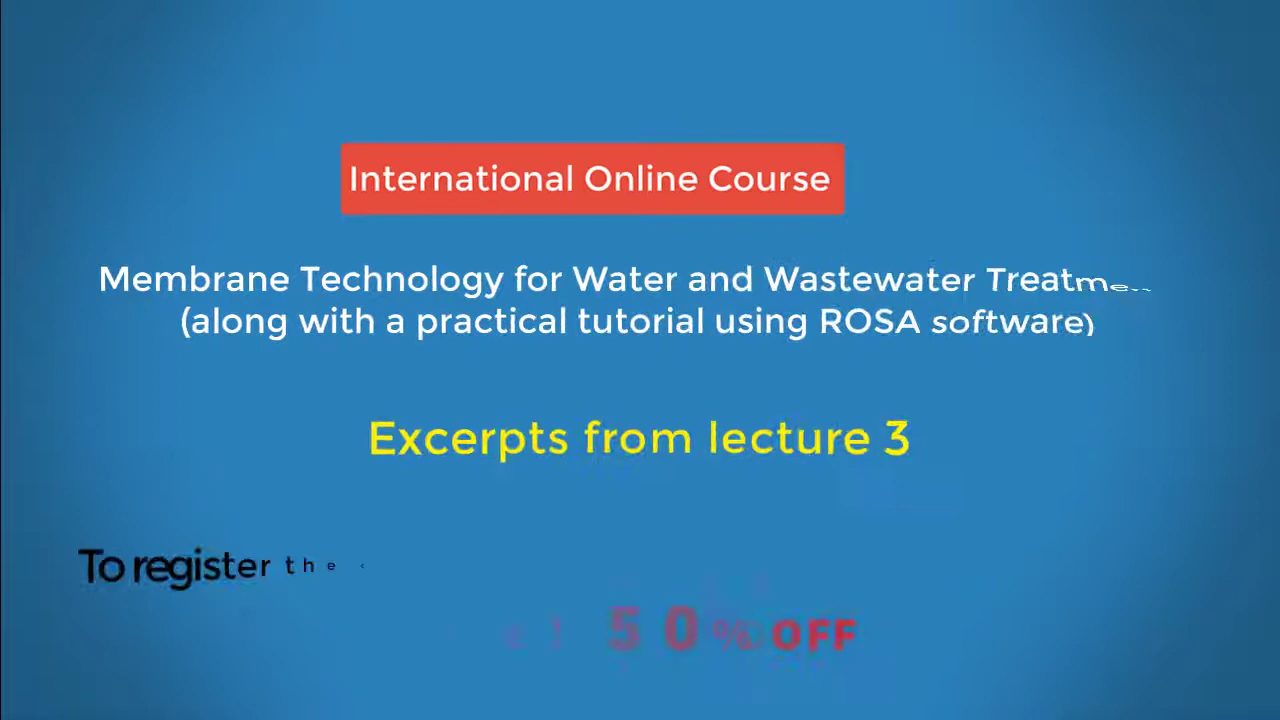 International Online Course
Membrane Technology for Water and Wastewater
(along with a practical tutorial using ROSA software)
Excerpts from lecture 3
To register the
50% OFF